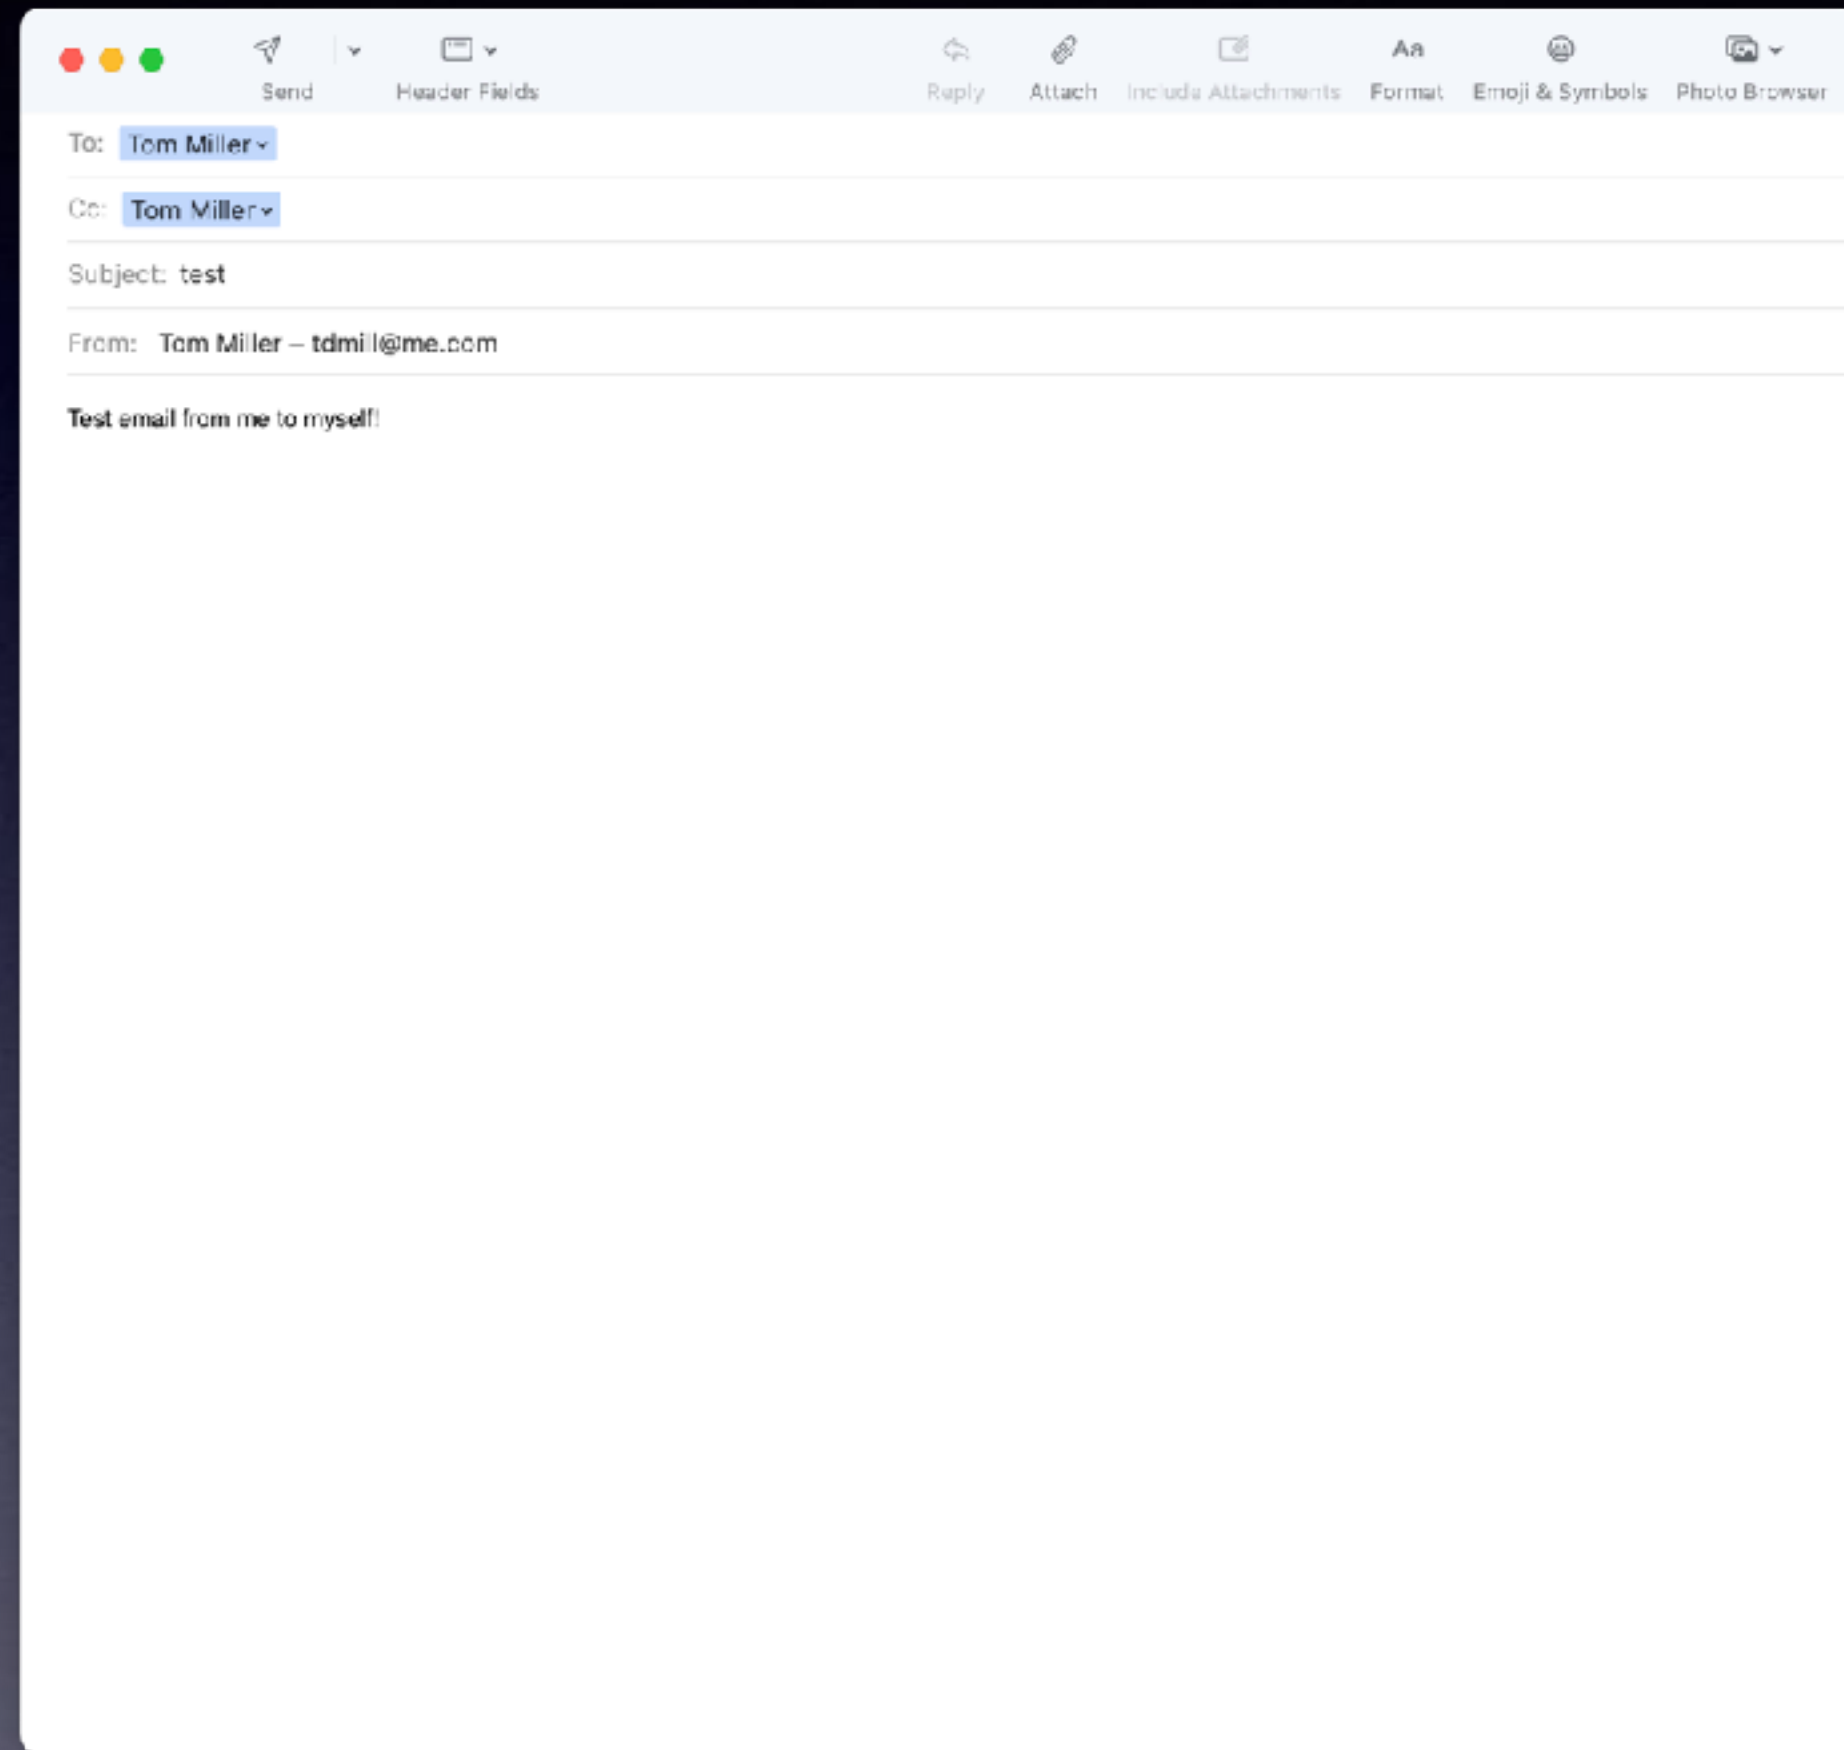 Send
Header Fields
Reply
Attach
Include Attachments
Aa
Format
Emoji & Symbols
Photo Browser
To: Tom Miller
Cc: Tom Miller
Subject: test
From: Tom Miller – tdmill@me.com
Test email from me to myself!